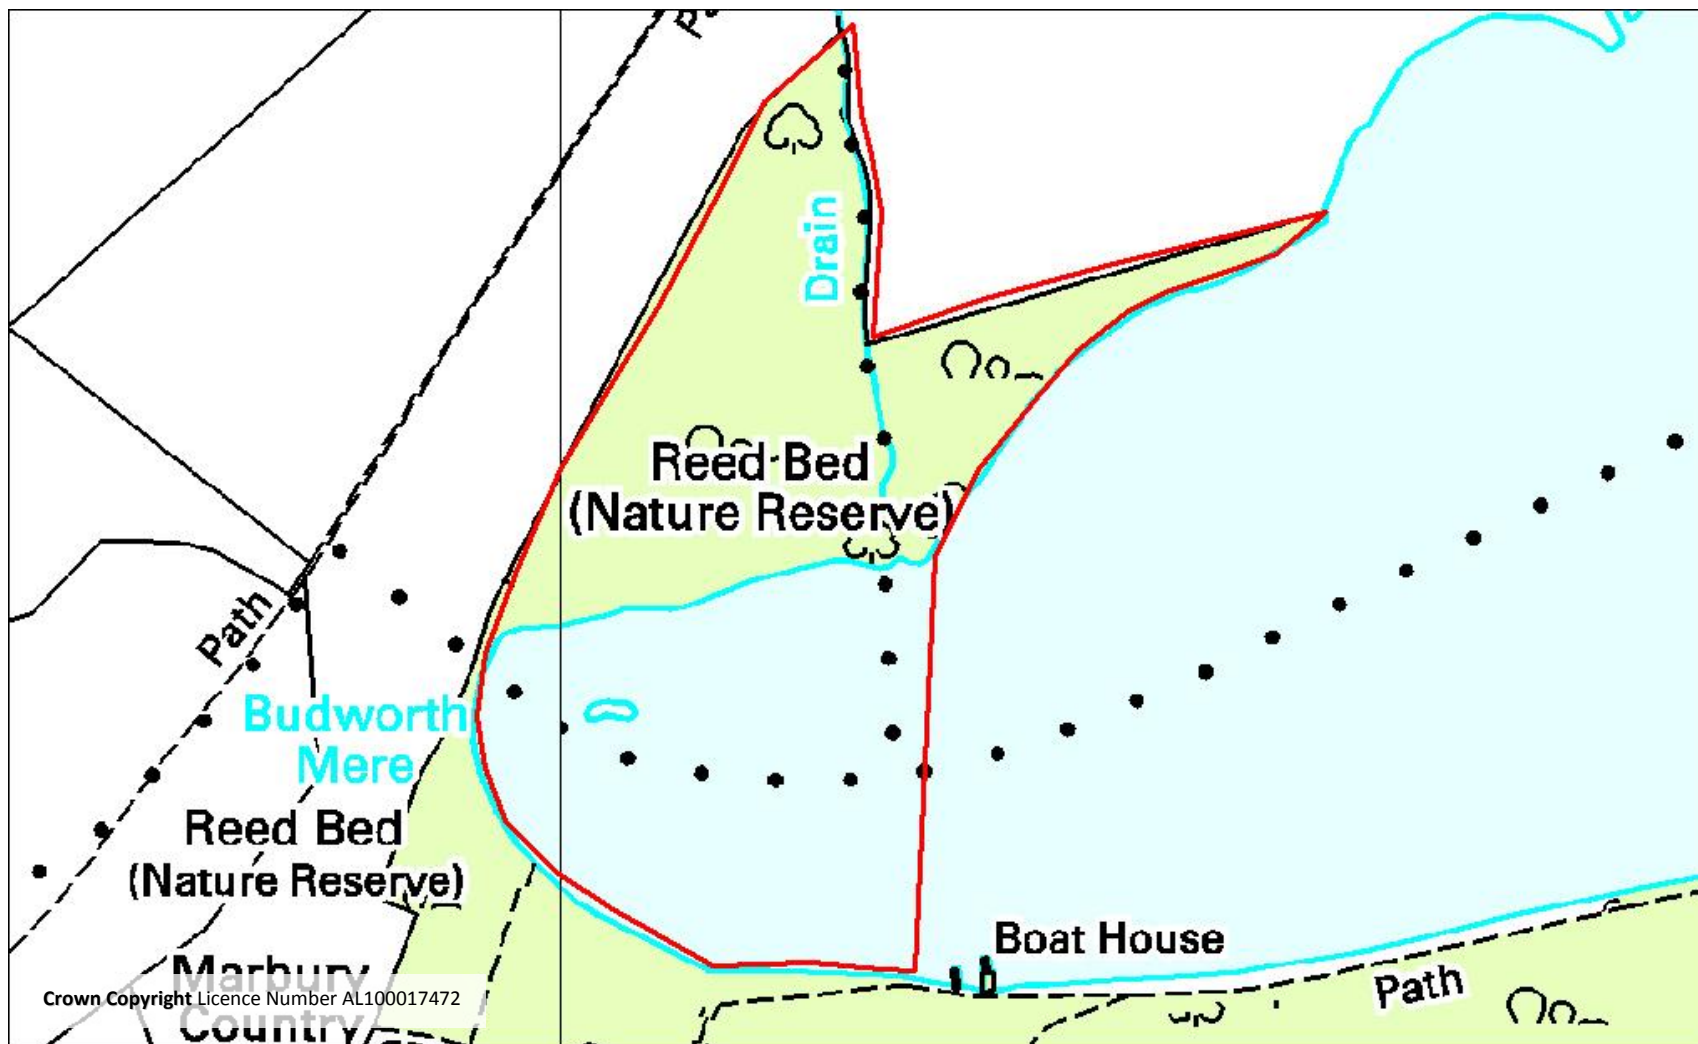 Drain
Reed Bed
(Nature Reserve)
Path
Budworth
Mere
Reed Bed
(Nature Reserve)
Boat House
Path
Marbury
Crown Copyright Licence Number AL100017472
Country